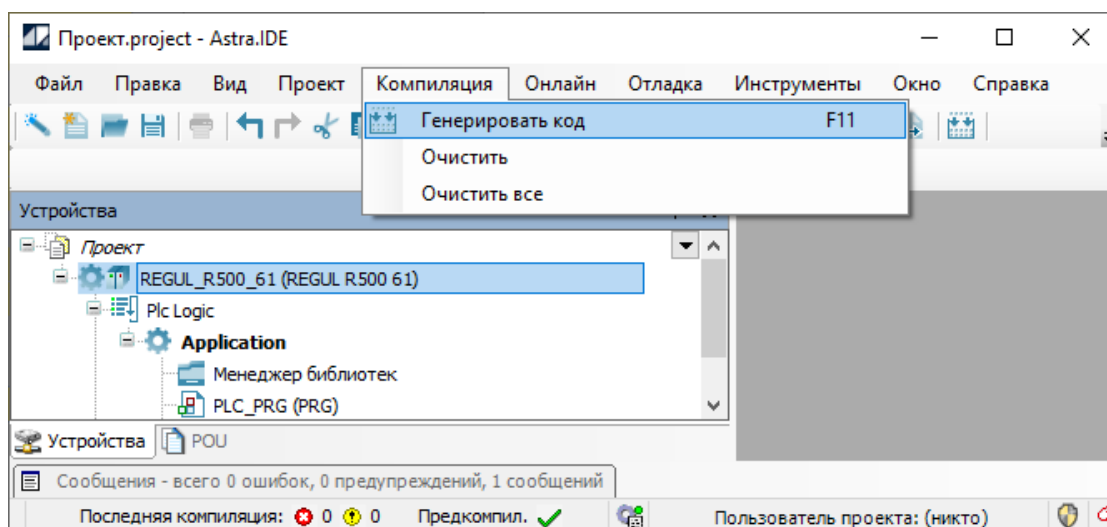 Проект.project - Astra.IDE
Файл Правка Вид Проект Компиляция Онлайн Отладка Инструменты Окно Справка
Генерировать код F11
Очистить
Очистить все
Устройства
Проект
REGUL_R500_61 (REGUL R500 61)
Plc Logic
Application
Менеджер библиотек
PLC_PRG (PRG)
Устройства POU
Сообщения - всего 0 ошибок, 0 предупреждений, 1 сообщений
Последняя компиляция: 0 0 Предкомпил. Пользователь проекта: (никто)